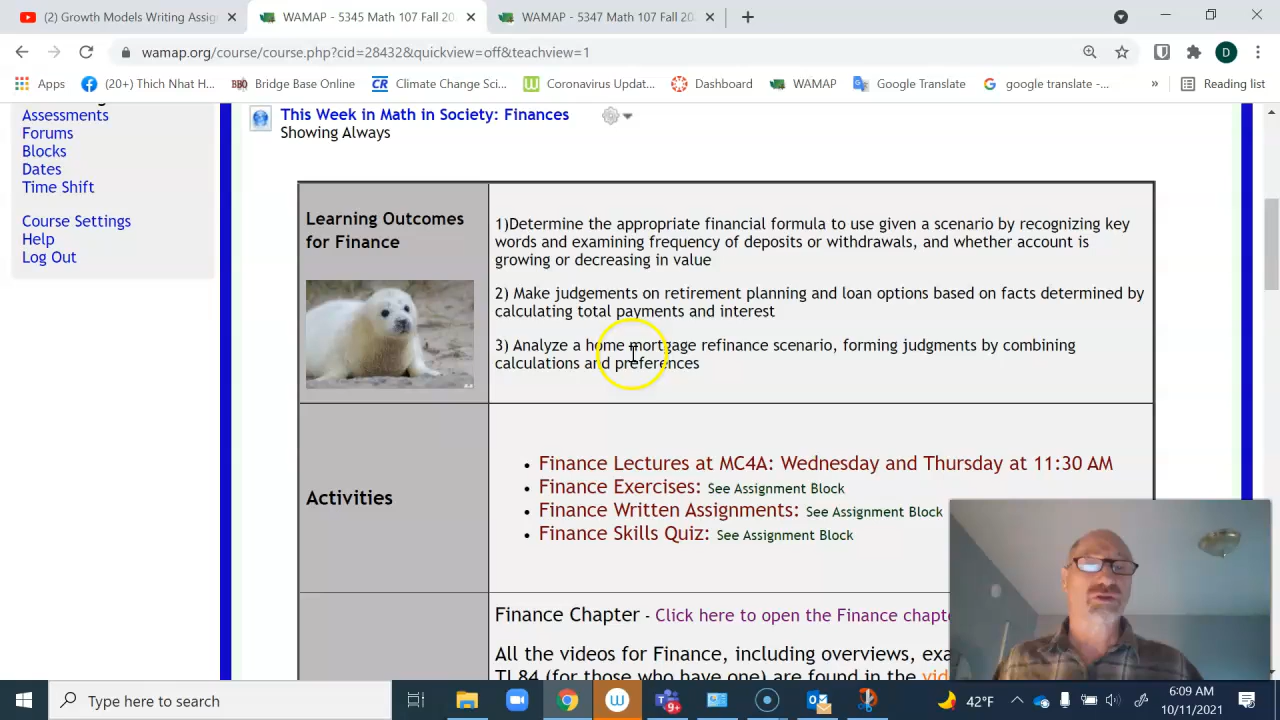 (2) Growth Models Writing Assig
WAMAP - 5345 Math 107 Fall 20
WAMAP - 5347 Math 107 Fall 20
wamap.org/course/course.php?cid=28432&quickview=off&teachview=1
D
Apps
(20+) Thich Nhat H...
Bridge Base Online
CR Climate Change Sci...
Coronavirus Updat...
Dashboard
WAMAP
Google Translate
google translate -...
»
Reading list
Assessments
Forums
Blocks
Dates
Time Shift
Course Settings
Help
Log Out
This Week in Math in Society: Finances
Showing Always
Learning Outcomes
for Finance
1)Determine the appropriate financial formula to use given a scenario by recognizing key
words and examining frequency of deposits or withdrawals, and whether account is
growing or decreasing in value
2) Make judgements on retirement planning and loan options based on facts determined by
calculating total payments and interest
3) Analyze a home mortgage refinance scenario, forming judgments by combining
calculations and preferences
Activities
• Finance Lectures at MC4A: Wednesday and Thursday at 11:30 AM
• Finance Exercises: See Assignment Block
• Finance Written Assignments: See Assignment Block
• Finance Skills Quiz: See Assignment Block
Finance Chapter - Click here to open the Finance chapte
All the videos for Finance, including overviews, exa
(for those who have one) are found in the
Type here to search
42°F
6:09 AM
10/11/2021